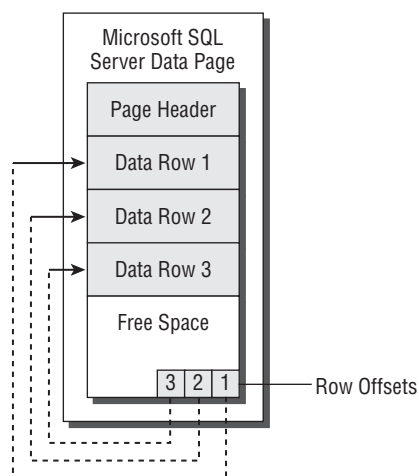 Microsoft SQL
Server Data Page
Page Header
Data Row 1
Data Row 2
Data Row 3
Free Space
3 2 1
Row Offsets